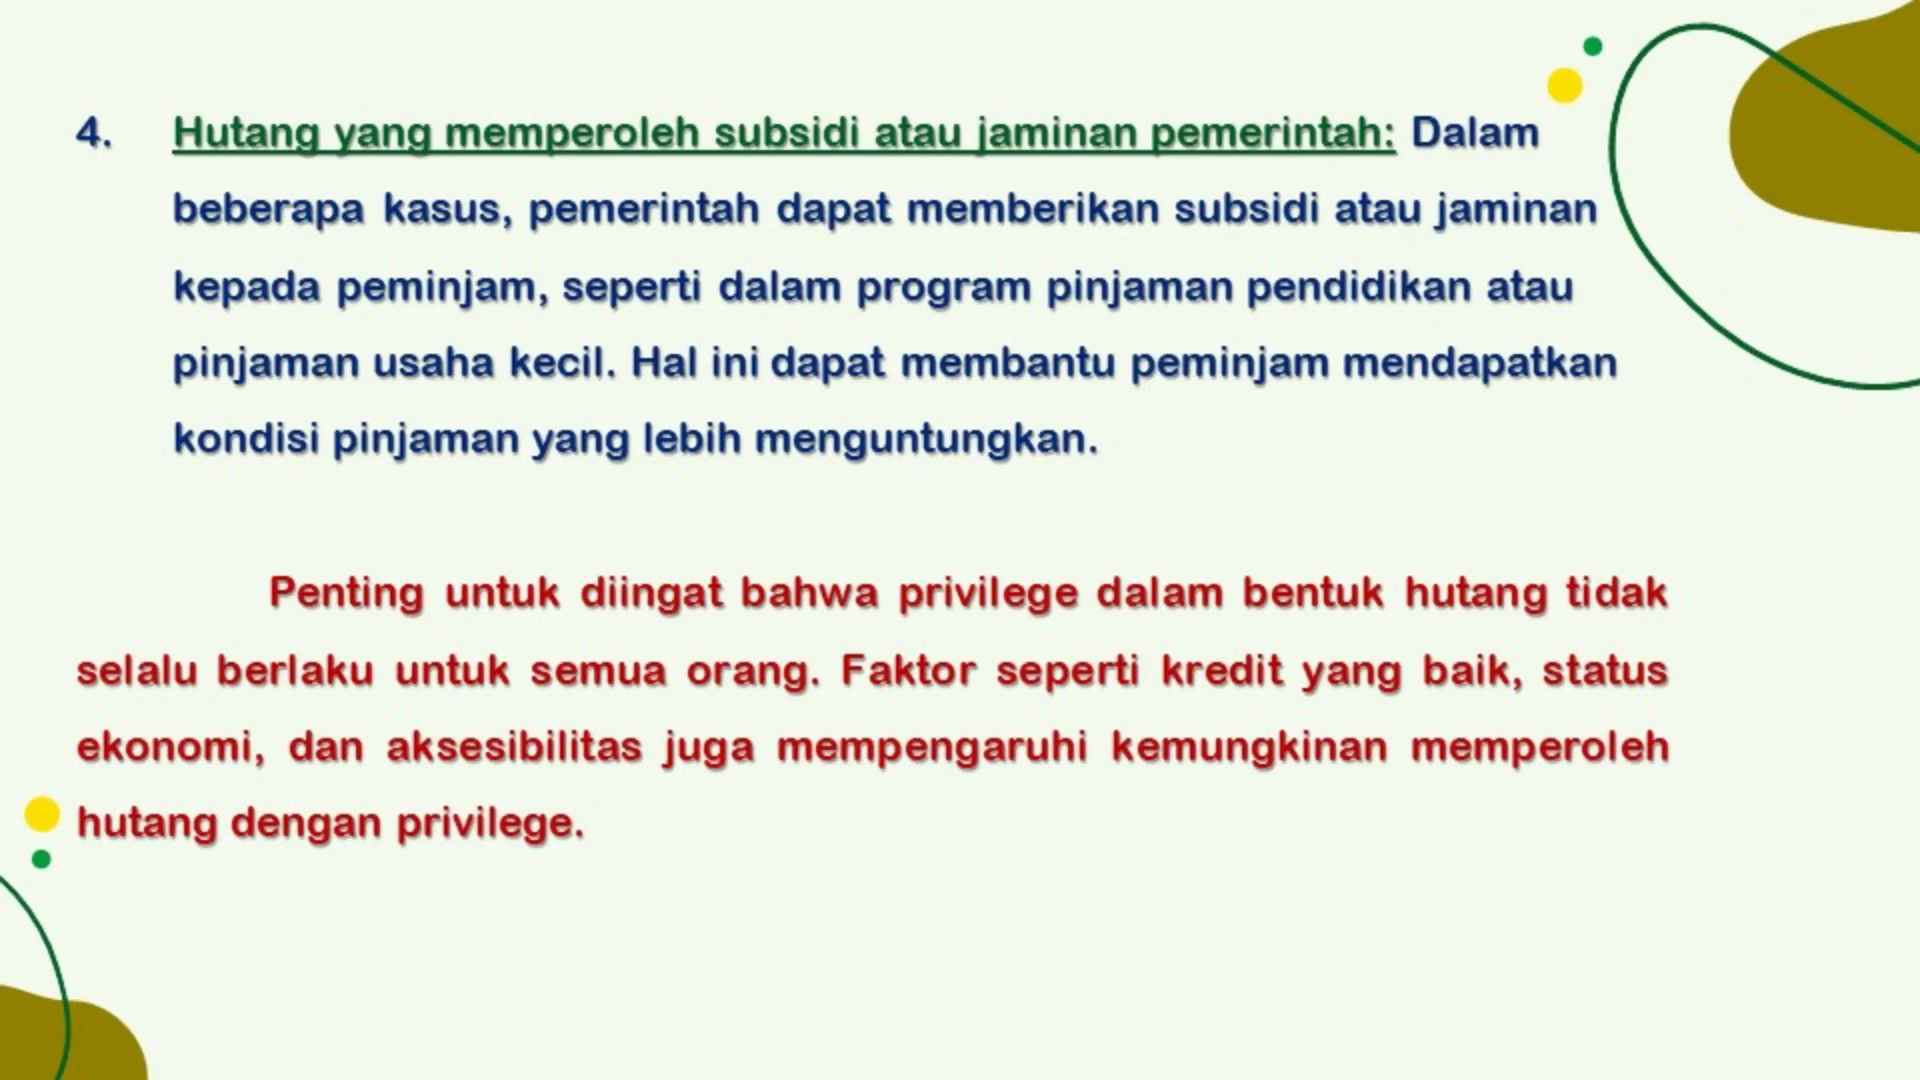 4. Hutang yang memperoleh subsidi atau jaminan pemerintah: Dalam
beberapa kasus, pemerintah dapat memberikan subsidi atau jaminan
kepada peminjam, seperti dalam program pinjaman pendidikan atau
pinjaman usaha kecil. Hal ini dapat membantu peminjam mendapatkan
kondisi pinjaman yang lebih menguntungkan.
Penting untuk diingat bahwa privilege dalam bentuk hutang tidak
selalu berlaku untuk semua orang. Faktor seperti kredit yang baik, status
ekonomi, dan aksesibilitas juga mempengaruhi kemungkinan memperoleh
hutang dengan privilege.